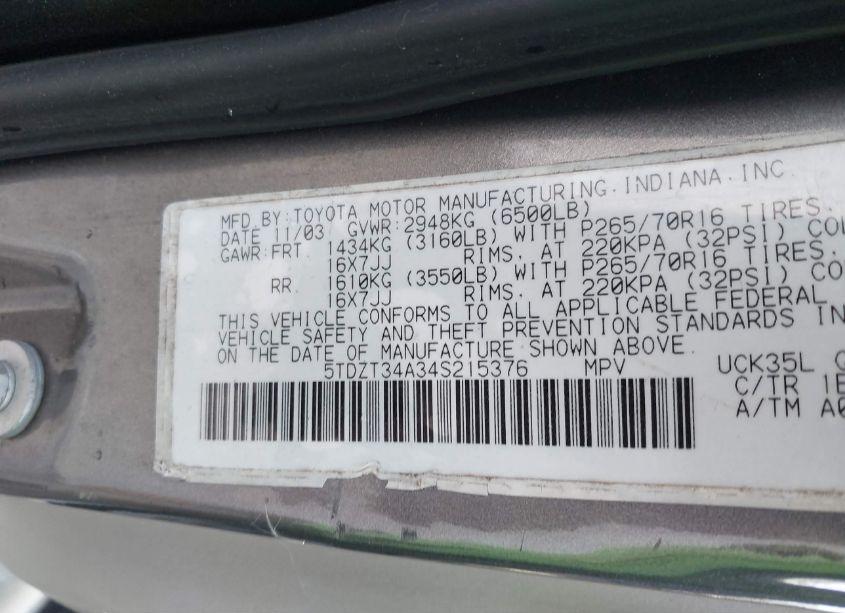 MFD.BY:TOYOTA MOTOR MANUFACTURING.INDIANA.INC
DATE 11/03 GVWR:2948KG (6500LB)
GAWR:FRT. 1434KG (3160LB) WITH P265/70R16 TIRES.
16X7JJ RIMS. AT 220KPA (32PSI)
RR. 1610KG (3550LB) WITH P265/70R16 TIRES.
16X7JJ RIMS. AT 220KPA (32PSI)
THIS VEHICLE CONFORMS TO ALL APPLICABLE FEDERAL
VEHICLE SAFETY AND THEFT PREVENTION STANDARDS IN
ON THE DATE OF MANUFACTURE SHOWN ABOVE.
5TDZT34A34S215376 MPV UCK35L
C/TR 1E
A/TM A0